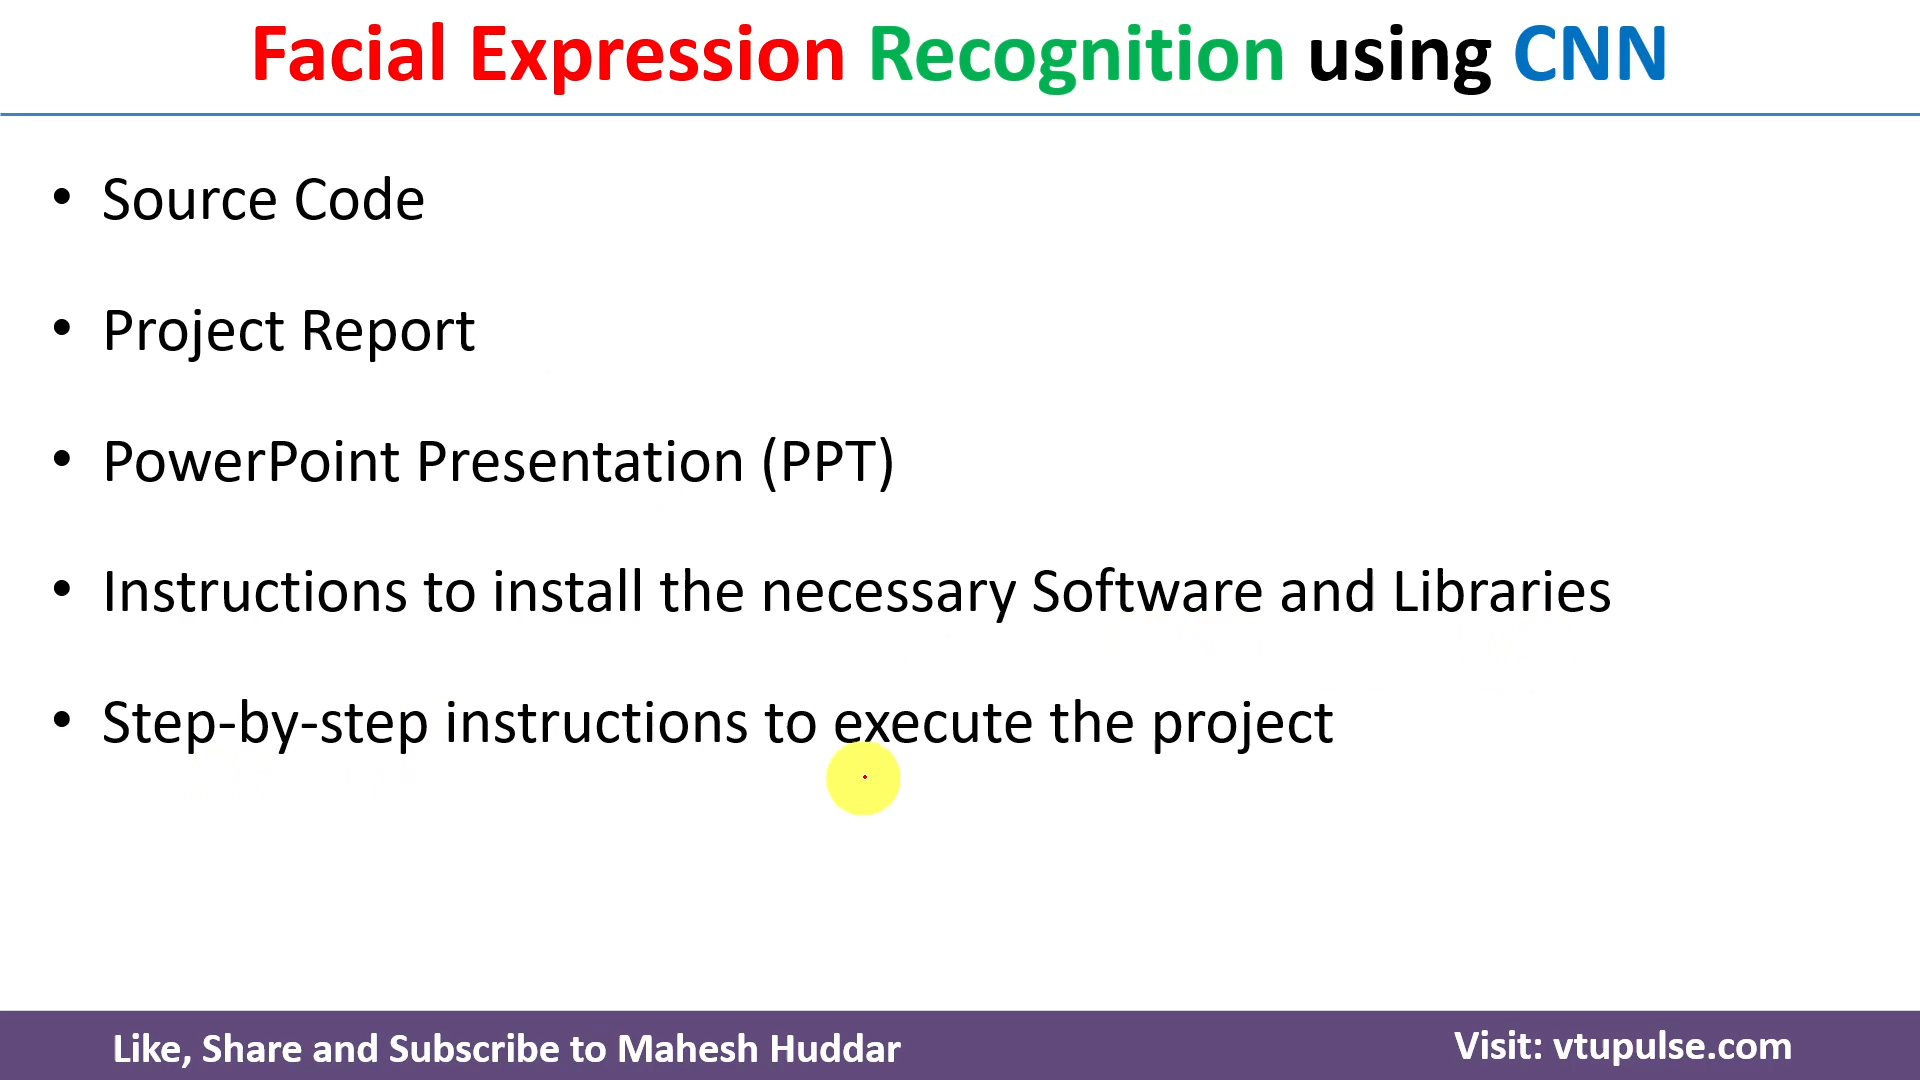 Facial Expression Recognition using CNN
• Source Code
• Project Report
• PowerPoint Presentation (PPT)
• Instructions to install the necessary Software and Libraries
• Step-by-step instructions to execute the project
Like, Share and Subscribe to Mahesh Huddar
Visit: vtupulse.com